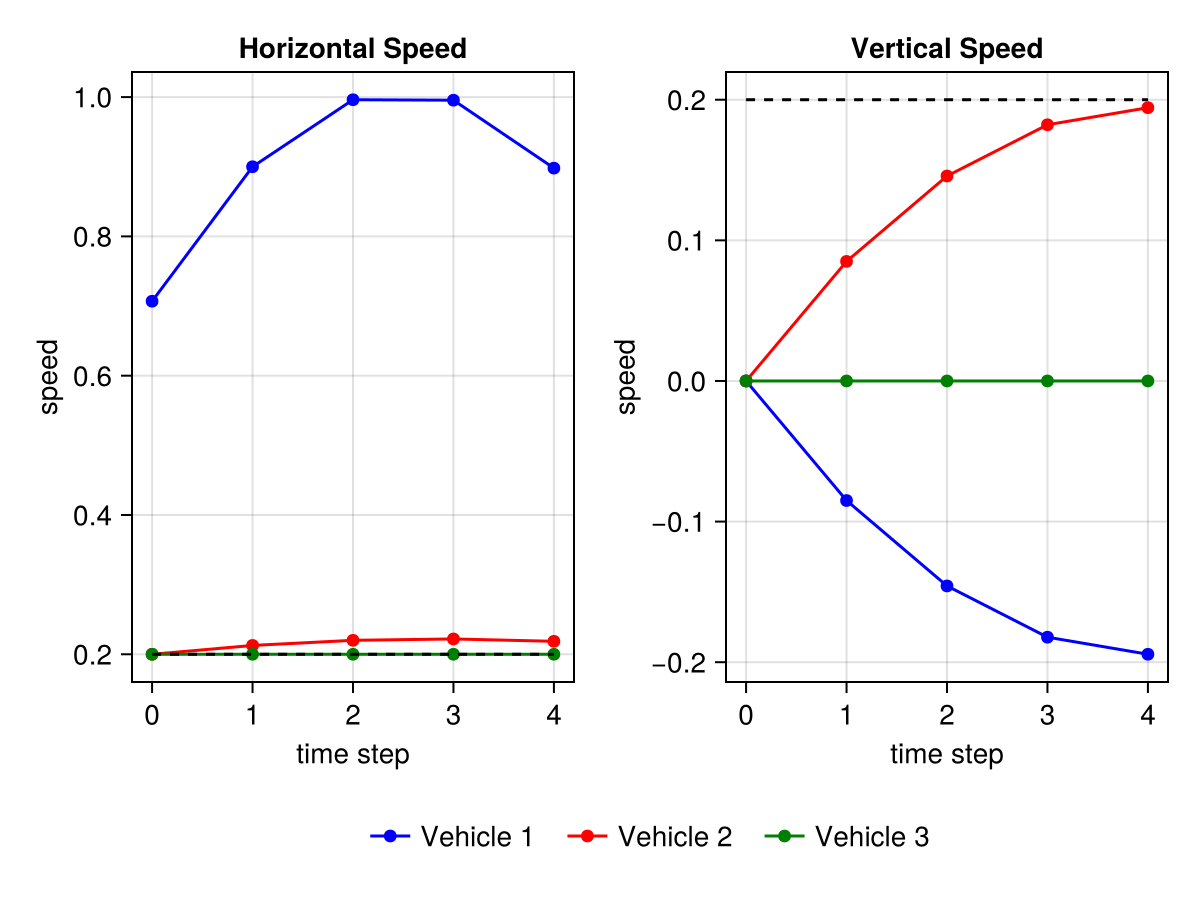 Horizontal Speed
1.0
0.8
0.6
0.4
0.2
speed
0 1 2 3 4
time step
Vertical Speed
0.2
0.1
0.0
−0.1
−0.2
speed
0 1 2 3 4
time step
Vehicle 1 Vehicle 2 Vehicle 3